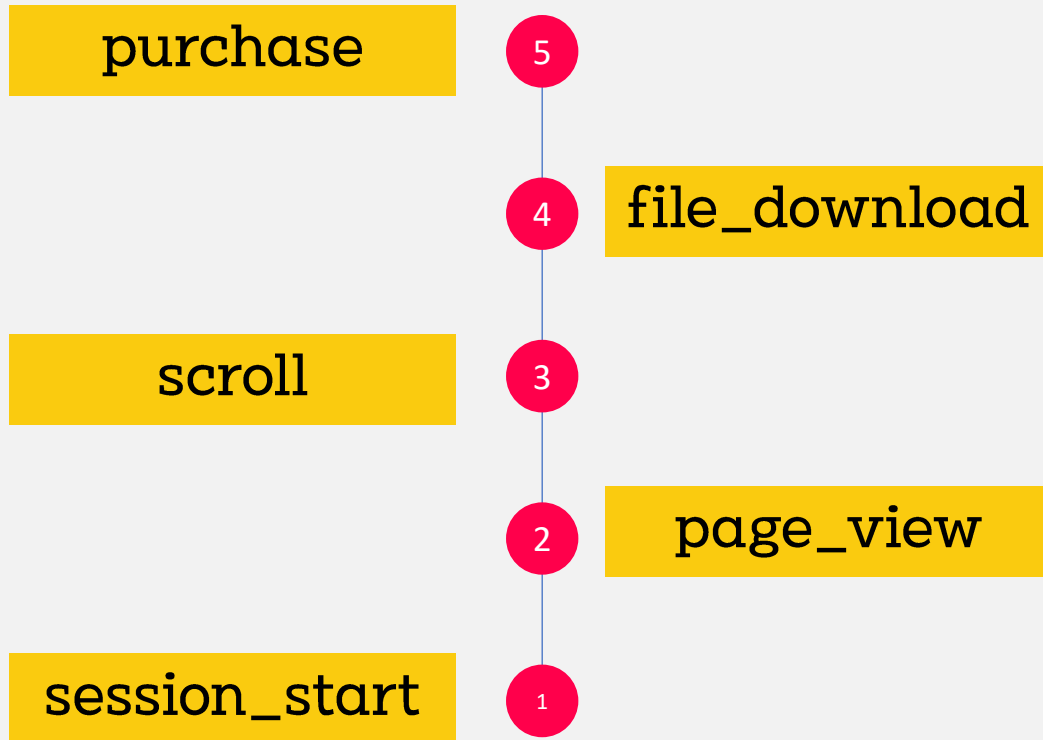 purchase
5
4
file_download
scroll
3
2
page_view
session_start
1